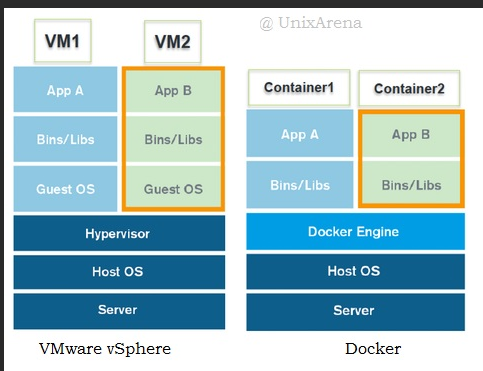 @ UnixArena
VM1
VM2
App A
App B
Bins/Libs
Bins/Libs
Guest OS
Guest OS
Hypervisor
Host OS
Server
VMware vSphere
Container1
Container2
App A
App B
Bins/Libs
Bins/Libs
Docker Engine
Host OS
Server
Docker